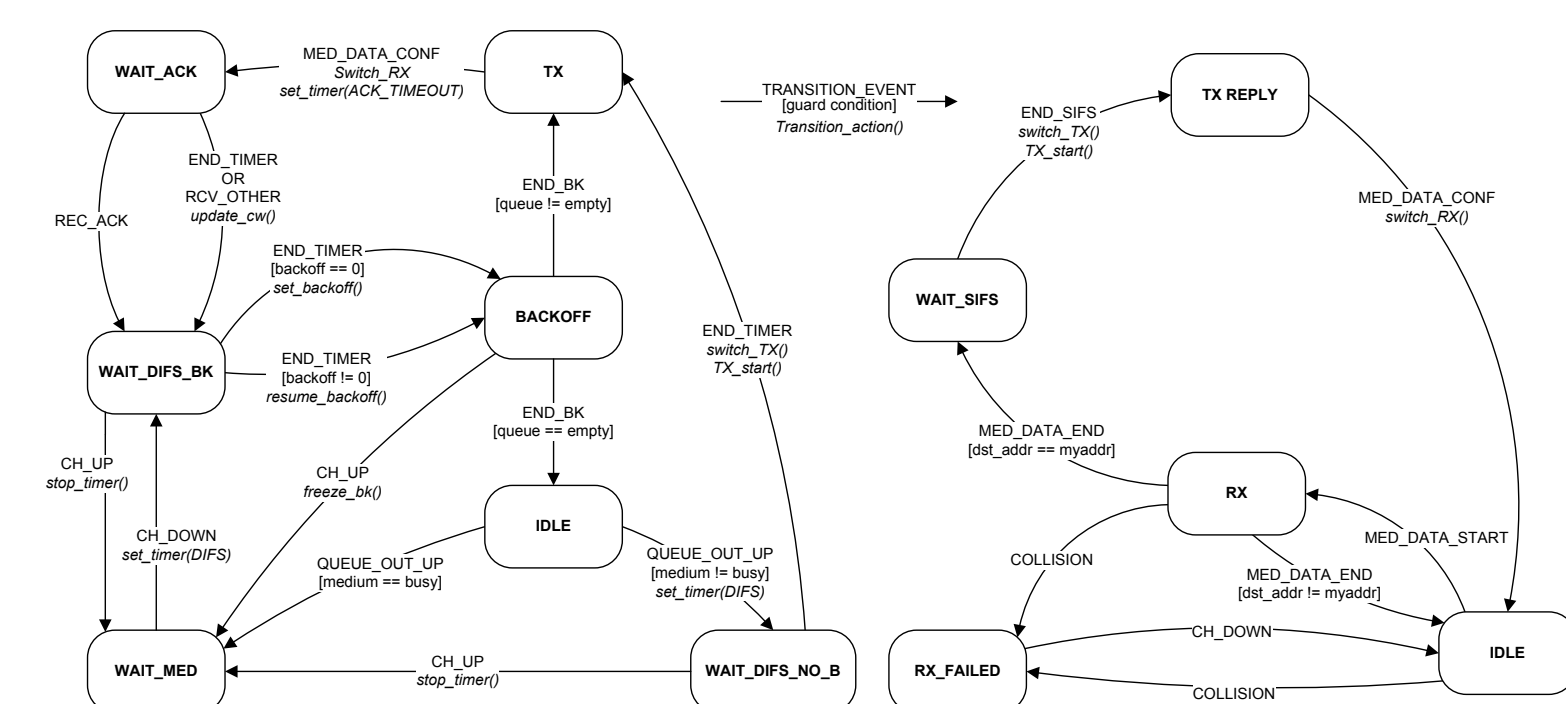 WAIT_ACK
MED_DATA_CONF
Switch_RX
set_timer(ACK_TIMEOUT)
TX
TRANSITION_EVENT
[guard condition]
Transition_action()
END_SIFS
switch_TX()
TX_start()
TX REPLY
REC_ACK
END_TIMER
OR
RCV_OTHER
update_cw()
END_BK
[queue != empty]
MED_DATA_CONF
switch_RX()
END_TIMER
[backoff == 0]
set_backoff()
BACKOFF
WAIT_SIFS
WAIT_DIFS_BK
END_TIMER
[backoff != 0]
resume_backoff()
END_TIMER
switch_TX()
TX_start()
END_BK
[queue == empty]
MED_DATA_END
[dst_addr == myaddr]
CH_UP
stop_timer()
CH_UP
freeze_bk()
RX
CH_DOWN
set_timer(DIFS)
IDLE
QUEUE_OUT_UP
[medium == busy]
QUEUE_OUT_UP
[medium != busy]
set_timer(DIFS)
COLLISION
MED_DATA_START
MED_DATA_END
[dst_addr != myaddr]
WAIT_MED
CH_UP
stop_timer()
WAIT_DIFS_NO_B
RX_FAILED
CH_DOWN
IDLE
COLLISION